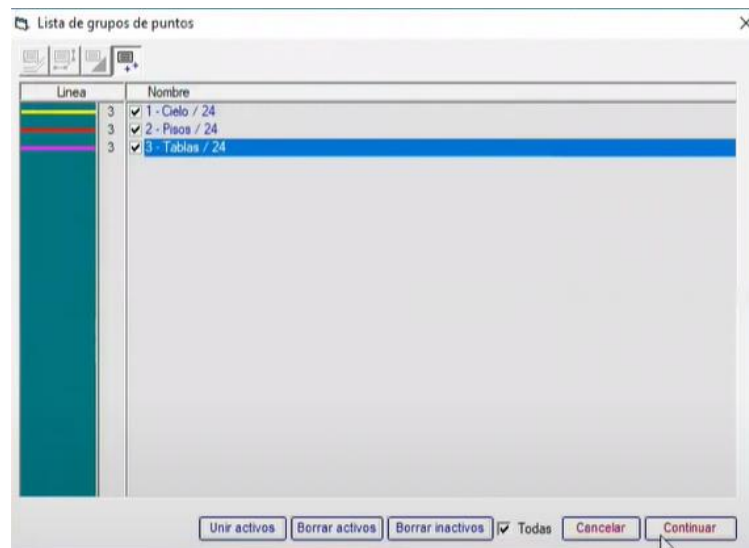 Lista de grupos de puntos
Linea Nombre
3 1 - Cielo / 24
3 2 - Pisos / 24
3 3 - Tablas / 24
Unir activos Borrar activos Borrar inactivos Todas Cancelar Continuar